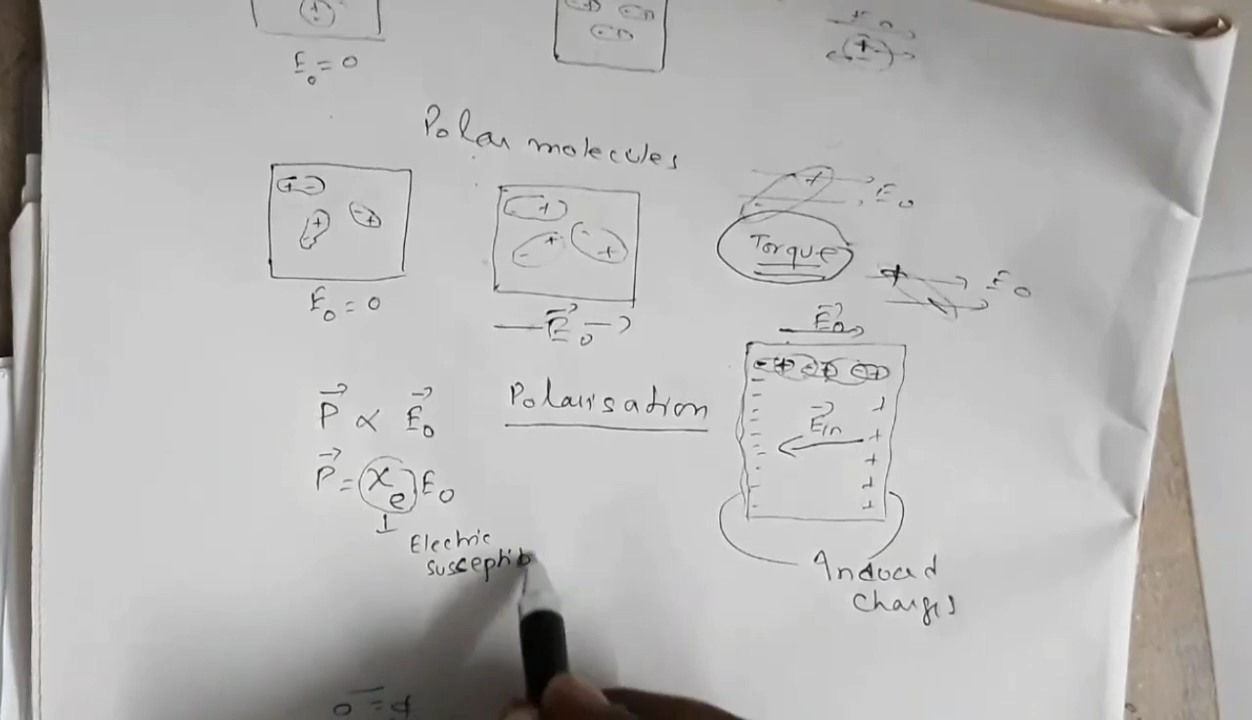 E₀ = 0
Polar molecules
E₀
Torque
E₀
E₀ = 0
E₀
E₀
P ∝ E₀
Polarisation
E in
P = χₑ E₀
Electric
susceptib
Induced
charges